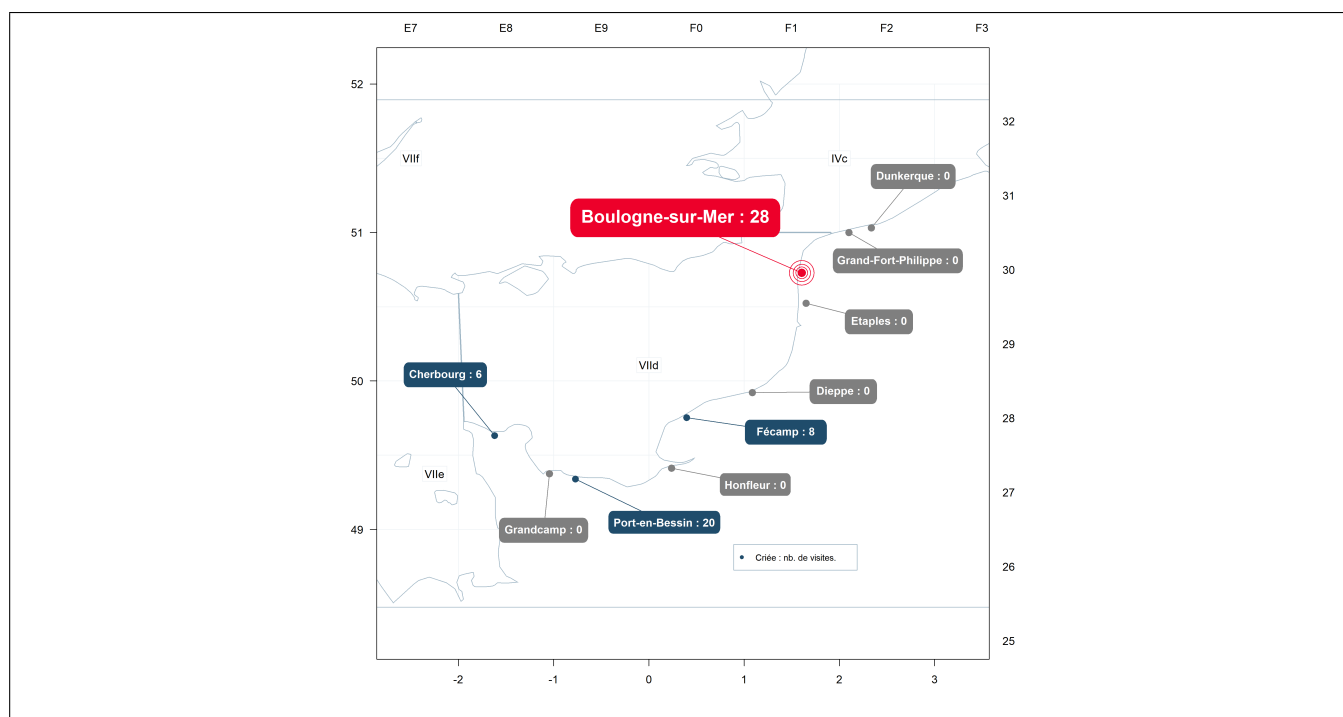 E7 E8 E9 F0 F1 F2 F3
52
32
VIIf
IVc
Dunkerque : 0
31
Boulogne-sur-Mer : 28
51
Grand-Fort-Philippe : 0
30
Etaples : 0
29
VIId
Cherbourg : 6
50
Dieppe : 0
28
Fécamp : 8
VIIe
Honfleur : 0
27
Port-en-Bessin : 20
Grandcamp : 0
49
Criée : nb. de visites.
26
25
-2 -1 0 1 2 3